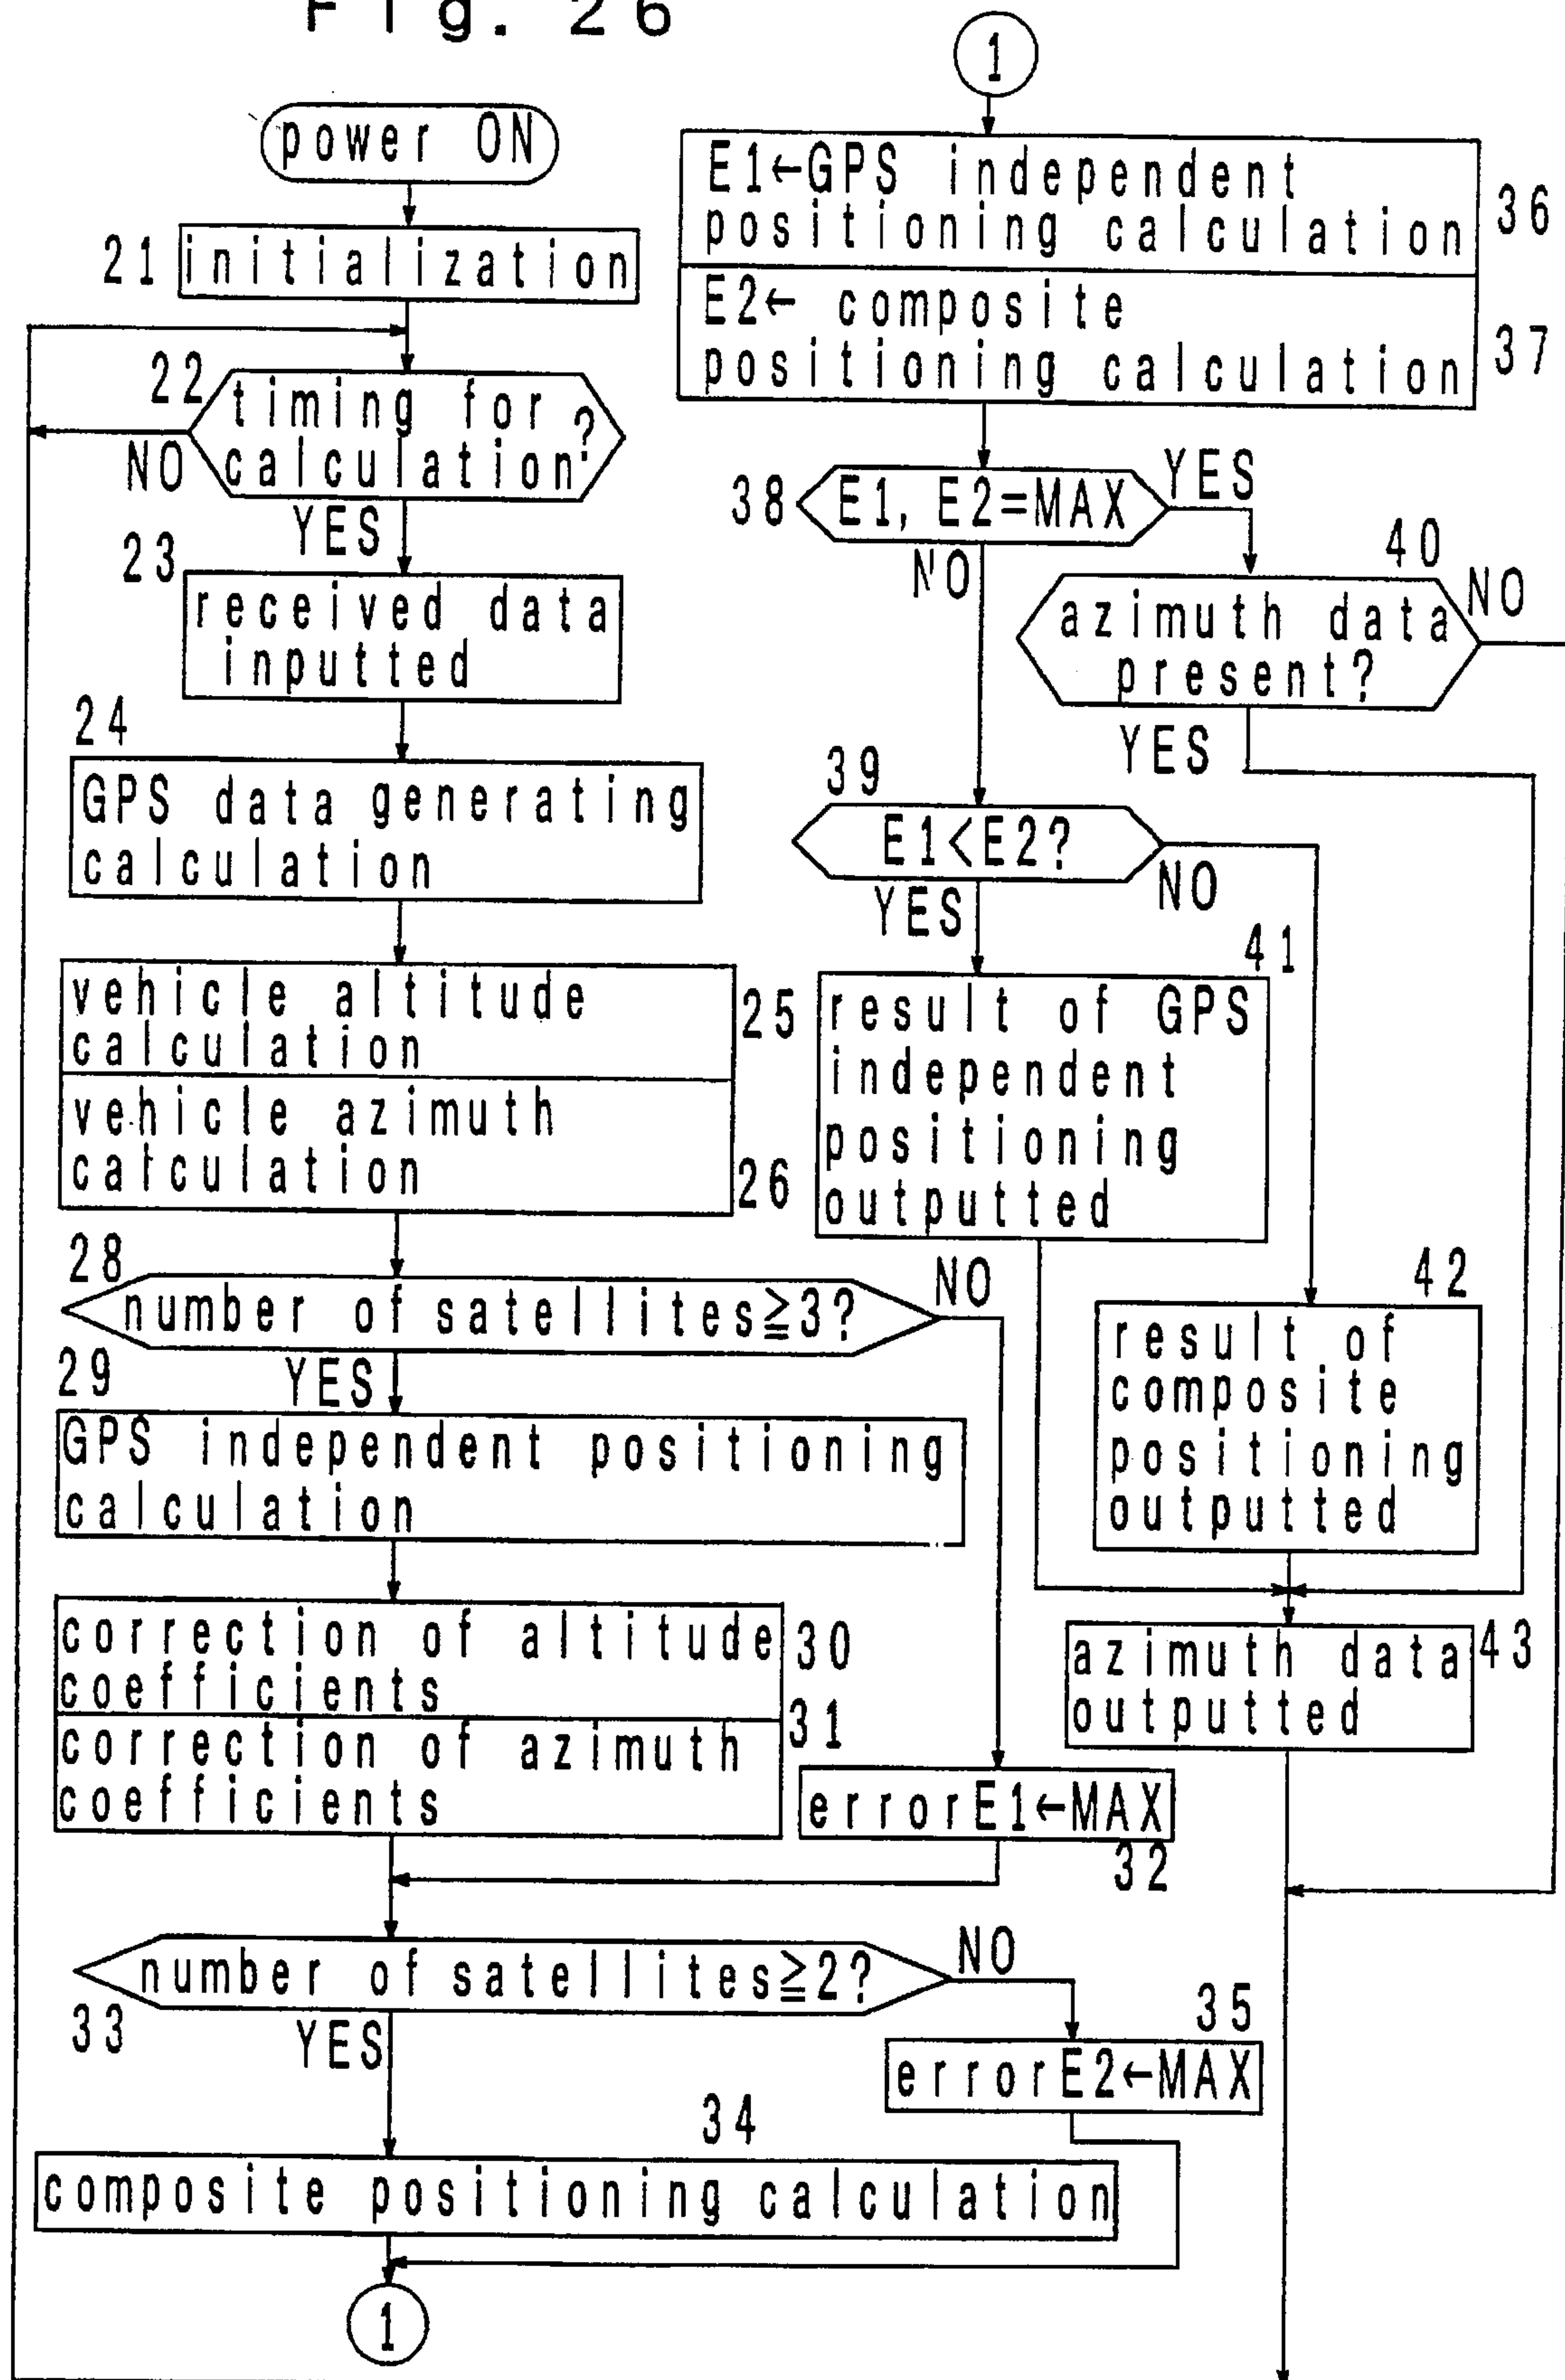 Fig. 26
power ON
21
initialization
22
timing for
calculation?
NO
YES
23
received data
inputted
24
GPS data generating
calculation
vehicle altitude
calculation
25
vehicle azimuth
calculation
26
28
number of satellites≧3?
NO
YES
29
GPS independent positioning
calculation
correction of altitude
coefficients
30
correction of azimuth
coefficients
31
errorE1←MAX
32
number of satellites≧2?
NO
33
YES
35
errorE2←MAX
34
composite positioning calculation
1
1
E1←GPS independent
positioning calculation
36
E2← composite
positioning calculation
37
38
E1, E2=MAX
YES
NO
40
azimuth data
present?
NO
YES
39
E1<E2?
NO
YES
41
result of GPS
independent
positioning
outputted
42
result of
composite
positioning
outputted
azimuth data
outputted
43